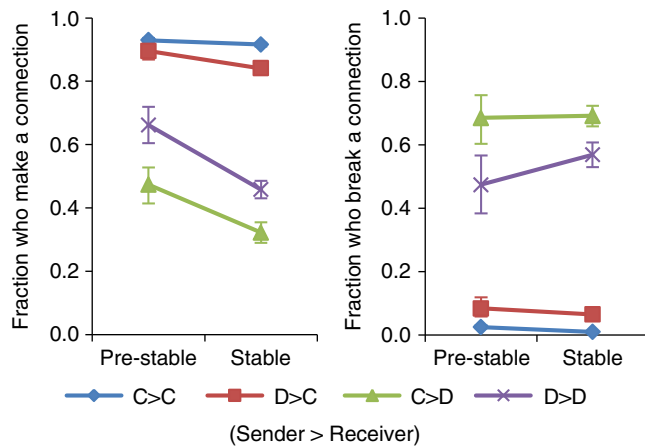 Fraction who make a connection
1.0
0.8
0.6
0.4
0.2
0.0
Pre-stable Stable
Fraction who break a connection
1.0
0.8
0.6
0.4
0.2
0.0
Pre-stable Stable
C>C D>C C>D D>D
(Sender > Receiver)